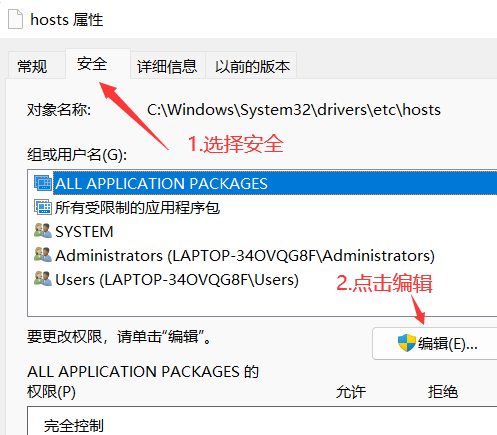 hosts 属性
常规 安全 详细信息 以前的版本
对象名称: C:\Windows\System32\drivers\etc\hosts
1.选择安全
组或用户名(G):
ALL APPLICATION PACKAGES
所有受限制的应用程序包
SYSTEM
Administrators (LAPTOP-34OVQG8F\Administrators)
Users (LAPTOP-34OVQG8F\Users)
2.点击编辑
要更改权限，请单击“编辑”。
编辑(E)...
ALL APPLICATION PACKAGES 的
权限(P) 允许 拒绝
完全控制